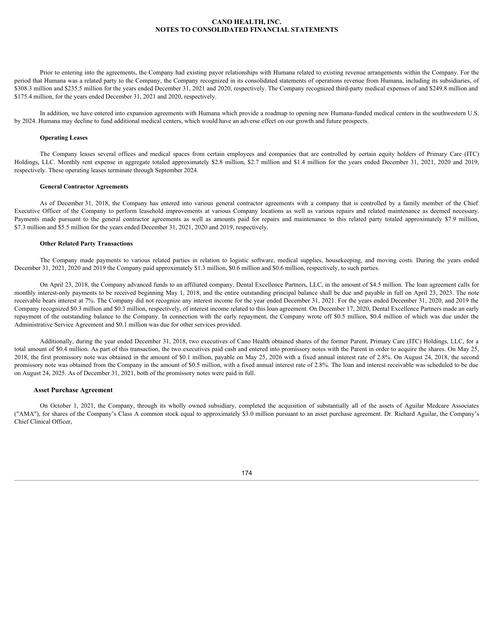 CANO HEALTH, INC.
NOTES TO CONSOLIDATED FINANCIAL STATEMENTS
Prior to entering into the agreements, the Company had existing payor relationships with Humana related to existing revenue arrangements within the Company. For the
period that Humana was a related party to the Company, the Company recognized in its consolidated statements of operations revenue from Humana, including its subsidiaries, of
$308.3 million and $235.5 million for the years ended December 31, 2021 and 2020, respectively. The Company recognized third-party medical expenses of and $249.8 million and
$175.4 million, for the years ended December 31, 2021 and 2020, respectively.
In addition, we have entered into expansion agreements with Humana which provide a roadmap to opening new Humana-funded medical centers in the southwestern U.S.
by 2024. Humana may decline to fund additional medical centers, which would have an adverse effect on our growth and future prospects.
Operating Leases
The Company leases several offices and medical spaces from certain employees and companies that are controlled by certain equity holders of Primary Care (ITC)
Holdings, LLC. Monthly rent expense in aggregate totaled approximately $2.8 million, $2.7 million and $1.4 million for the years ended December 31, 2021, 2020 and 2019,
respectively. These operating leases terminate through September 2024.
General Contractor Agreements
As of December 31, 2018, the Company has entered into various general contractor agreements with a company that is controlled by a family member of the Chief
Executive Officer of the Company to perform leasehold improvements at various Company locations as well as various repairs and related maintenance as deemed necessary.
Payments made pursuant to the general contractor agreements as well as amounts paid for repairs and maintenance to this related party totaled approximately $7.9 million,
$7.3 million and $5.5 million for the years ended December 31, 2021, 2020 and 2019, respectively.
Other Related Party Transactions
The Company made payments to various related parties in relation to logistic software, medical supplies, housekeeping, and moving costs. During the years ended
December 31, 2021, 2020 and 2019 the Company paid approximately $1.3 million, $0.6 million and $0.6 million, respectively, to such parties.
On April 23, 2018, the Company advanced funds to an affiliated company, Dental Excellence Partners, LLC, in the amount of $4.5 million. The loan agreement calls for
monthly interest-only payments to be received beginning May 1, 2018, and the entire outstanding principal balance shall be due and payable in full on April 23, 2023. The note
receivable bears interest at 7%. The Company did not recognize any interest income for the year ended December 31, 2021. For the years ended December 31, 2020, and 2019 the
Company recognized $0.3 million and $0.3 million, respectively, of interest income related to this loan agreement. On December 17, 2020, Dental Excellence Partners made an early
repayment of the outstanding balance to the Company. In connection with the early repayment, the Company wrote off $0.5 million, $0.4 million of which was due under the
Administrative Service Agreement and $0.1 million was due for other services provided.
Additionally, during the year ended December 31, 2018, two executives of Cano Health obtained shares of the former Parent, Primary Care (ITC) Holdings, LLC, for a
total amount of $0.4 million. As part of this transaction, the two executives paid cash and entered into promissory notes with the Parent in order to acquire the shares. On May 25,
2018, the first promissory note was obtained in the amount of $0.1 million, payable on May 25, 2026 with a fixed annual interest rate of 2.8%. On August 24, 2018, the second
promissory note was obtained from the Company in the amount of $0.5 million, with a fixed annual interest rate of 2.8%. The loan and interest receivable was scheduled to be due
on August 24, 2025. As of December 31, 2021, both of the promissory notes were paid in full.
Asset Purchase Agreement
On October 1, 2021, the Company, through its wholly owned subsidiary, completed the acquisition of substantially all of the assets of Aguilar Medcare Associates
("AMA"), for shares of the Company's Class A common stock equal to approximately $3.0 million pursuant to an asset purchase agreement. Dr. Richard Aguilar, the Company's
Chief Clinical Officer,
174